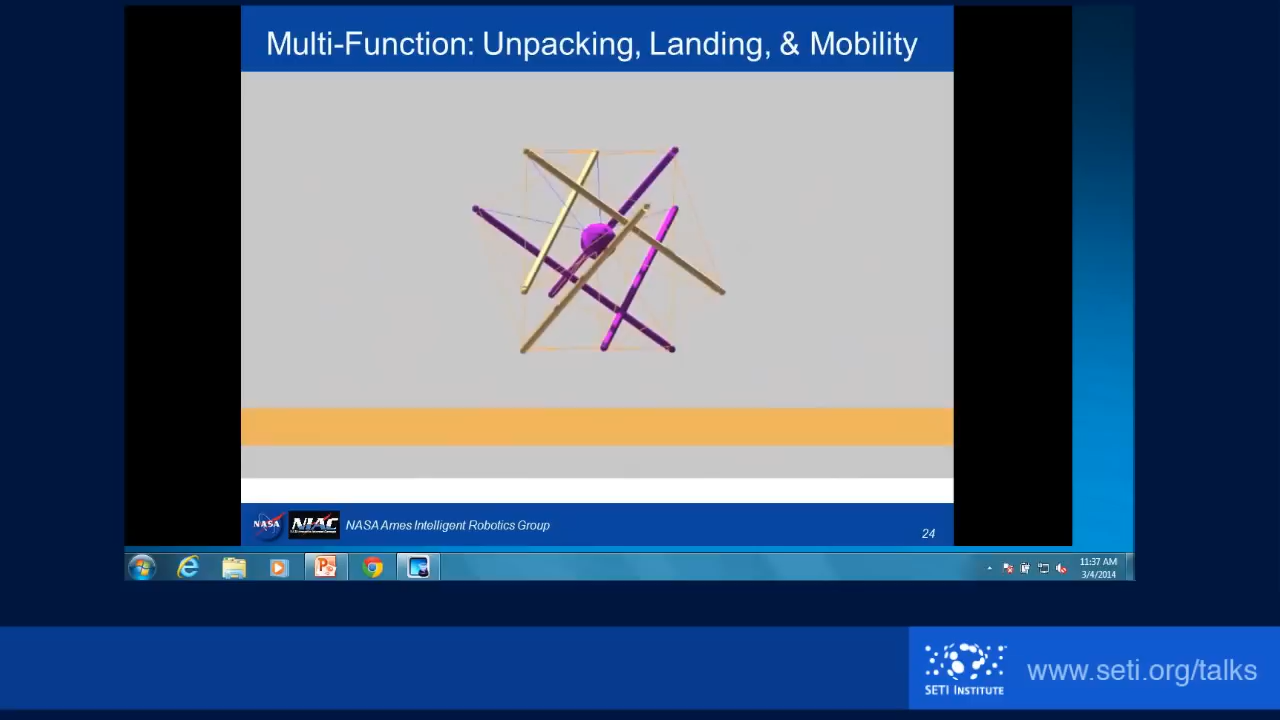 Multi-Function: Unpacking, Landing, & Mobility
NASA
NIAC
NASA Ames Intelligent Robotics Group
24
11:37 AM
3/4/2014
SETI INSTITUTE
www.seti.org/talks